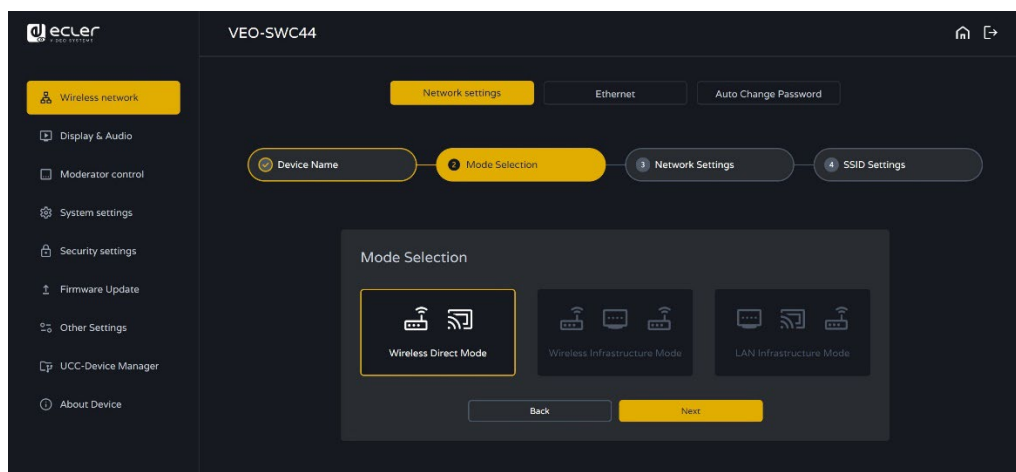 ecler
VIDEO SYSTEMS
VEO-SWC44
Wireless network
Display & Audio
Moderator control
System settings
Security settings
Firmware Update
Other Settings
UCC-Device Manager
About Device
Network settings
Ethernet
Auto Change Password
Device Name
2 Mode Selection
3 Network Settings
4 SSID Settings
Mode Selection
Wireless Direct Mode
Wireless Infrastructure Mode
LAN Infrastructure Mode
Back
Next